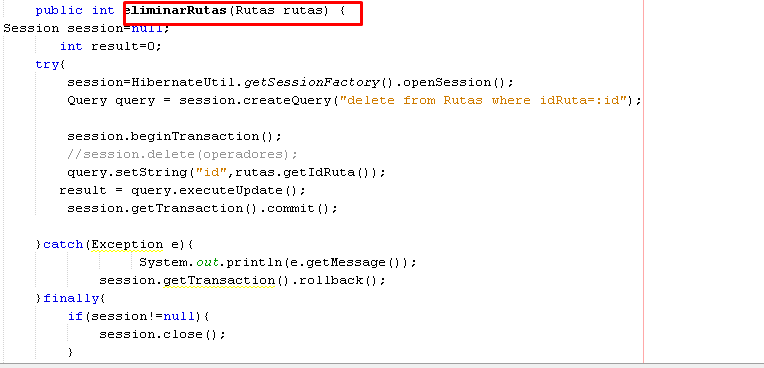 public int eliminarRutas(Rutas rutas) {
Session session=null;
int result=0;
try{
session=HibernateUtil.getSessionFactory().openSession();
Query query = session.createQuery("delete from Rutas where idRuta=:id");
session.beginTransaction();
//session.delete(operadores);
query.setString("id",rutas.getIdRuta());
result = query.executeUpdate();
session.getTransaction().commit();
}catch(Exception e){
System.out.println(e.getMessage());
session.getTransaction().rollback();
}finally{
if(session!=null){
session.close();
}